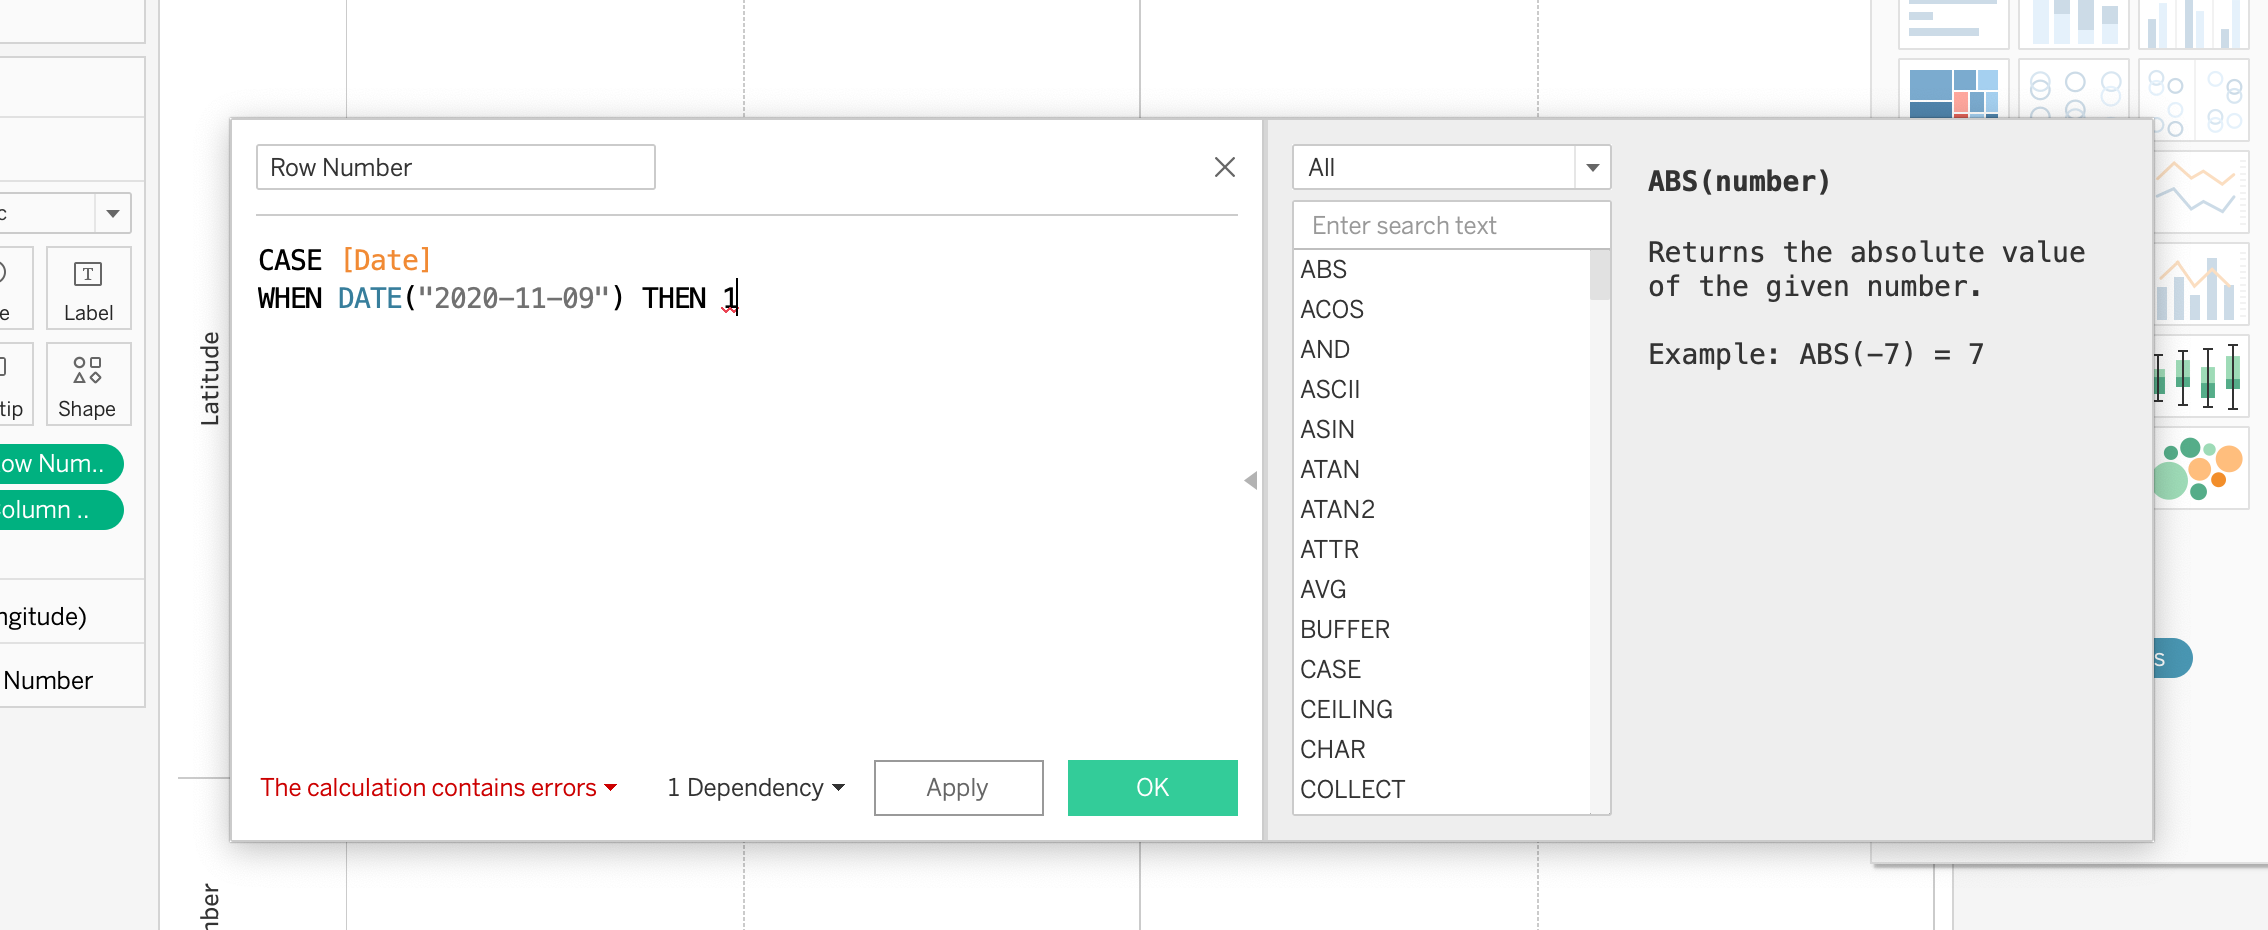 c
e
Label
tip
Shape
ow Num..
olumn ..
ngitude)
Number
Latitude
nber
Row Number
CASE [Date]
WHEN DATE("2020-11-09") THEN 1
The calculation contains errors
1 Dependency
Apply
OK
All
Enter search text
ABS
ACOS
AND
ASCII
ASIN
ATAN
ATAN2
ATTR
AVG
BUFFER
CASE
CEILING
CHAR
COLLECT
ABS(number)
Returns the absolute value
of the given number.
Example: ABS(-7) = 7
s